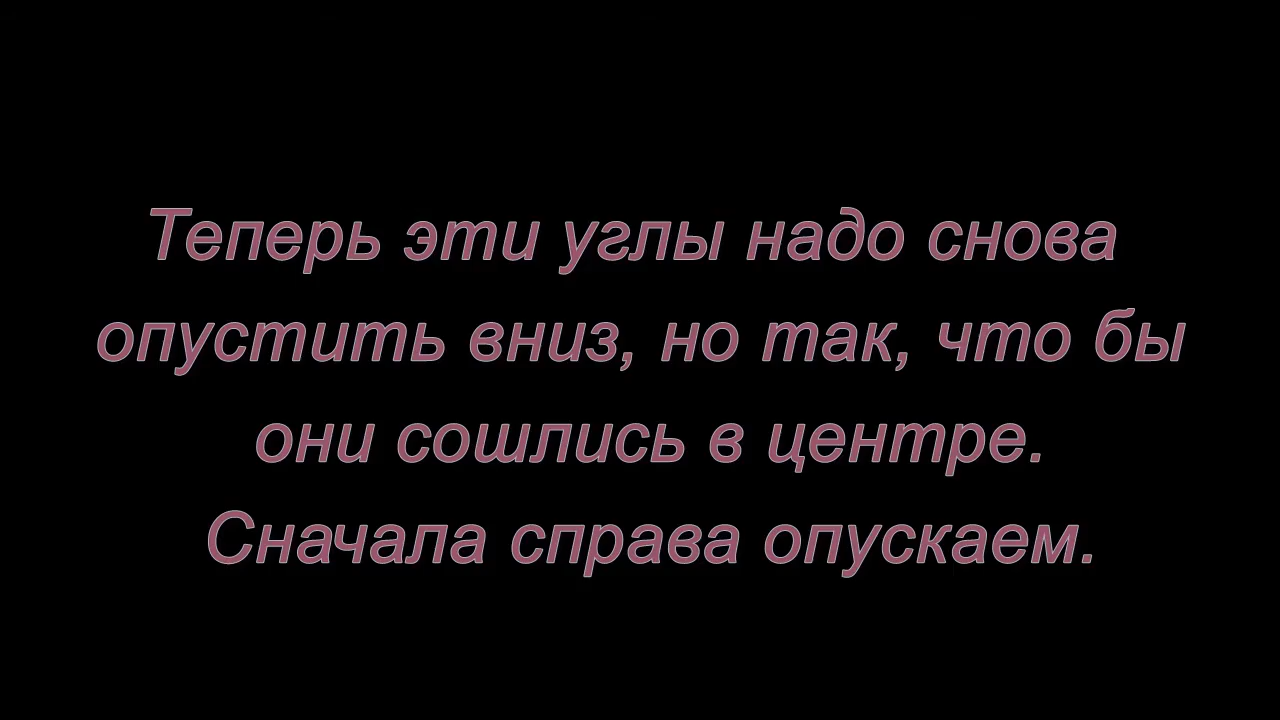 Теперь эти углы надо снова
опустить вниз, но так, что бы
они сошлись в центре.
Сначала справа опускаем.